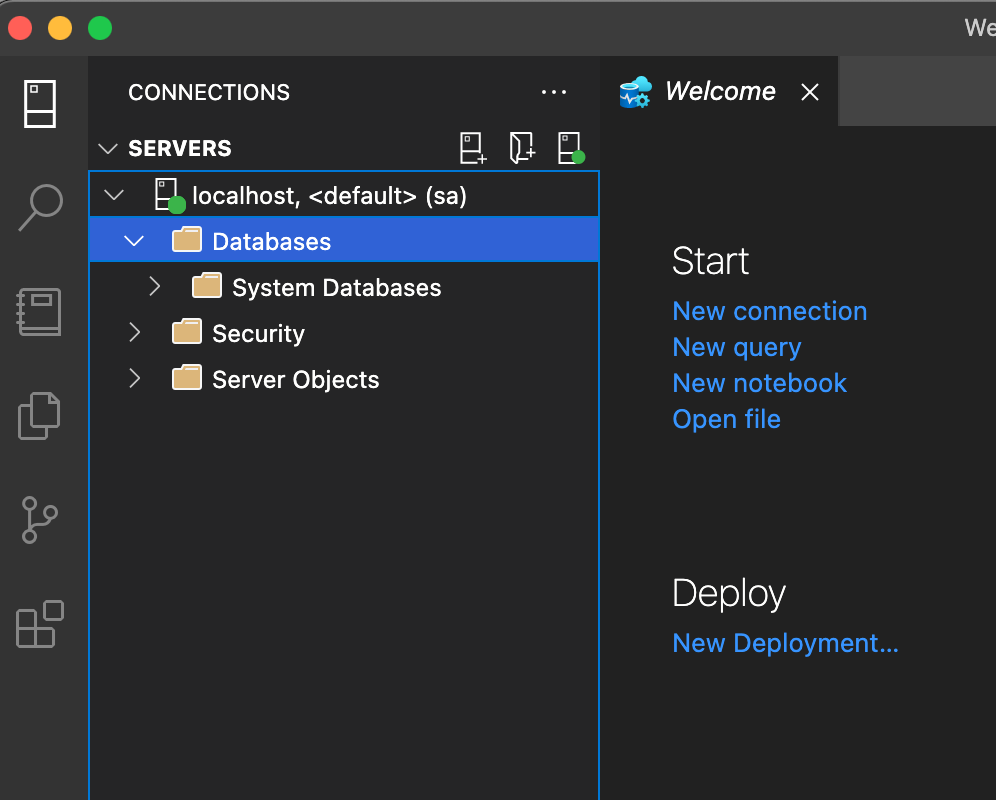 We
CONNECTIONS
Welcome
SERVERS
localhost, <default> (sa)
Databases
System Databases
Security
Server Objects
Start
New connection
New query
New notebook
Open file
Deploy
New Deployment...